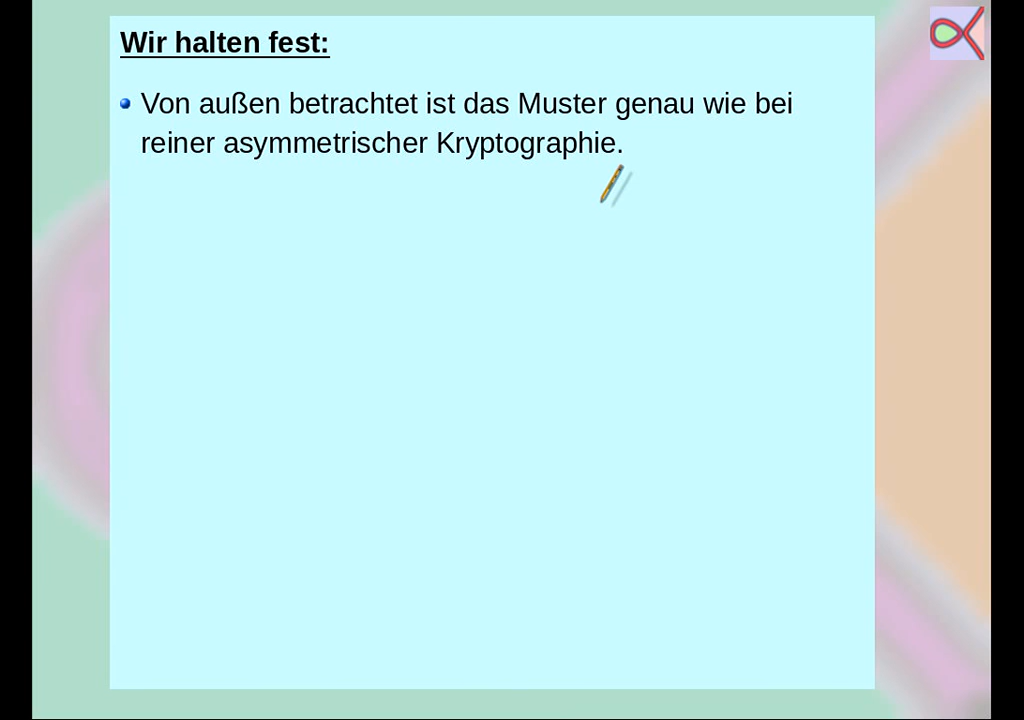 Wir halten fest:
Von außen betrachtet ist das Muster genau wie bei
reiner asymmetrischer Kryptographie.